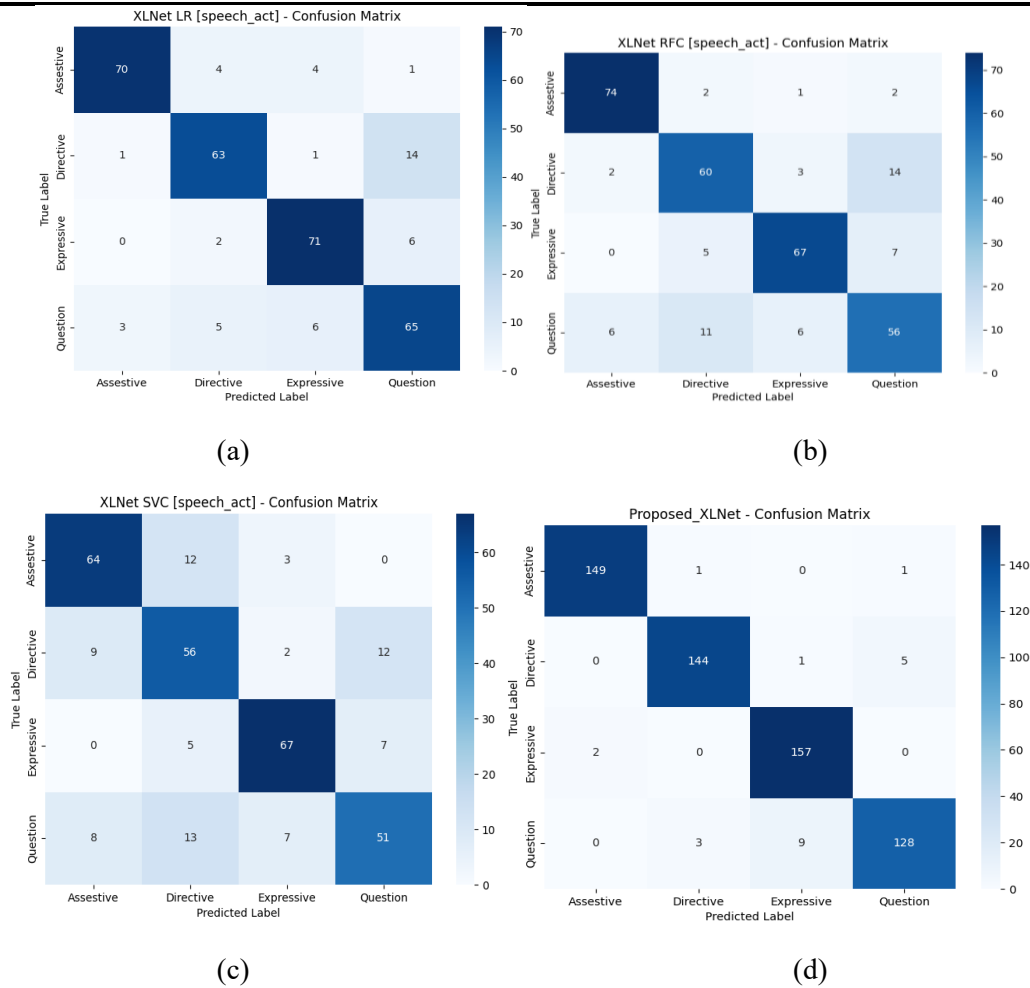 XLNet LR [speech_act] - Confusion Matrix
True Label
Assestive 70 4 4 1
Directive 1 63 1 14
Expressive 0 2 71 6
Question 3 5 6 65
Assestive Directive Expressive Question
Predicted Label
70
60
50
40
30
20
10
0
(a)
XLNet RFC [speech_act] - Confusion Matrix
True Label
Assestive 74 2 1 2
Directive 2 60 3 14
Expressive 0 5 67 7
Question 6 11 6 56
Assestive Directive Expressive Question
Predicted Label
70
60
50
40
30
20
10
0
(b)
XLNet SVC [speech_act] - Confusion Matrix
True Label
Assestive 64 12 3 0
Directive 9 56 2 12
Expressive 0 5 67 7
Question 8 13 7 51
Assestive Directive Expressive Question
Predicted Label
60
50
40
30
20
10
0
(c)
Proposed_XLNet - Confusion Matrix
True Label
Assestive 149 1 0 1
Directive 0 144 1 5
Expressive 2 0 157 0
Question 0 3 9 128
Assestive Directive Expressive Question
Predicted Label
140
120
100
80
60
40
20
0
(d)